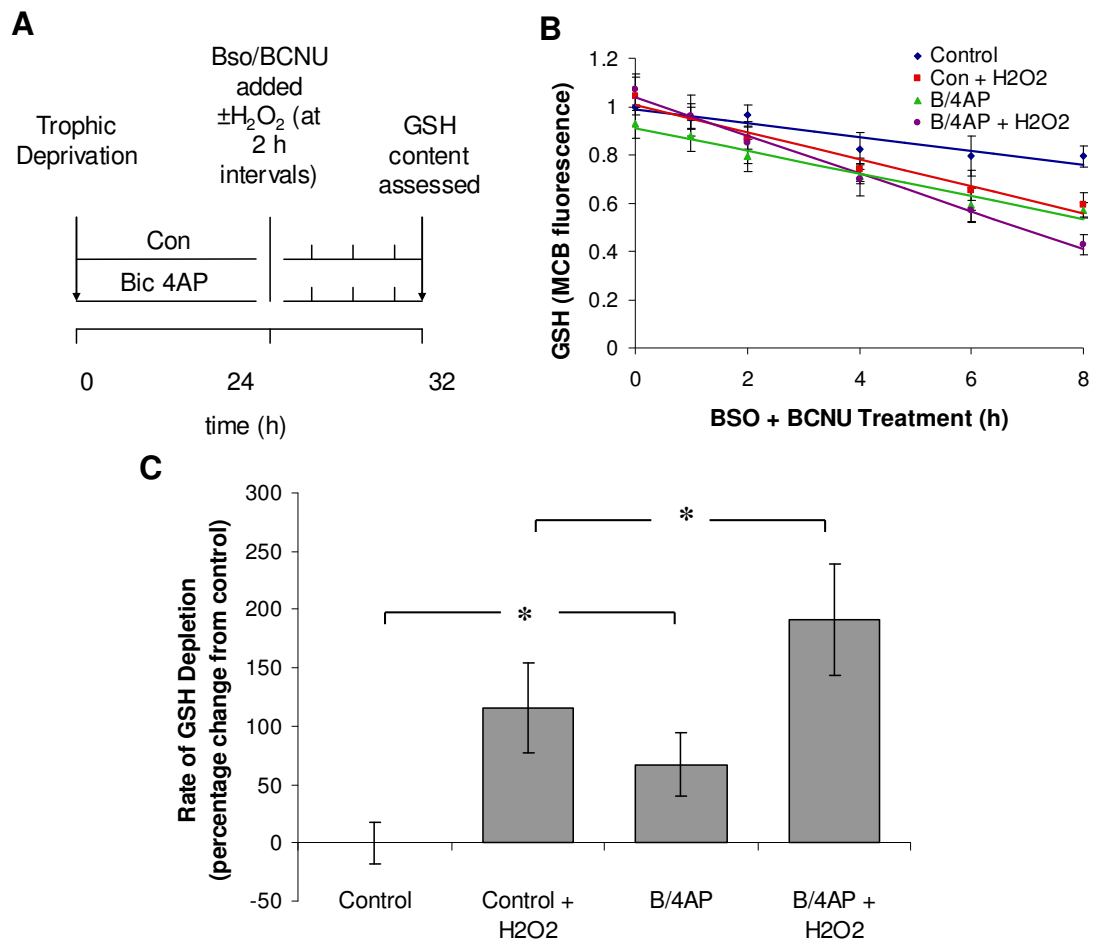 A
Trophic
Deprivation
Bso/BCNU
added
±H₂O₂ (at
2 h
intervals)
GSH
content
assessed
Con
Bic 4AP
0
24
32
time (h)
B
GSH (MCB fluorescence)
1.2
1
0.8
0.6
0.4
0.2
0
0
2
4
6
8
BSO + BCNU Treatment (h)
Control
Con + H2O2
B/4AP
B/4AP + H2O2
C
Rate of GSH Depletion
(percentage change from control)
300
250
200
150
100
50
0
-50
*
*
Control
Control +
H2O2
B/4AP
B/4AP +
H2O2